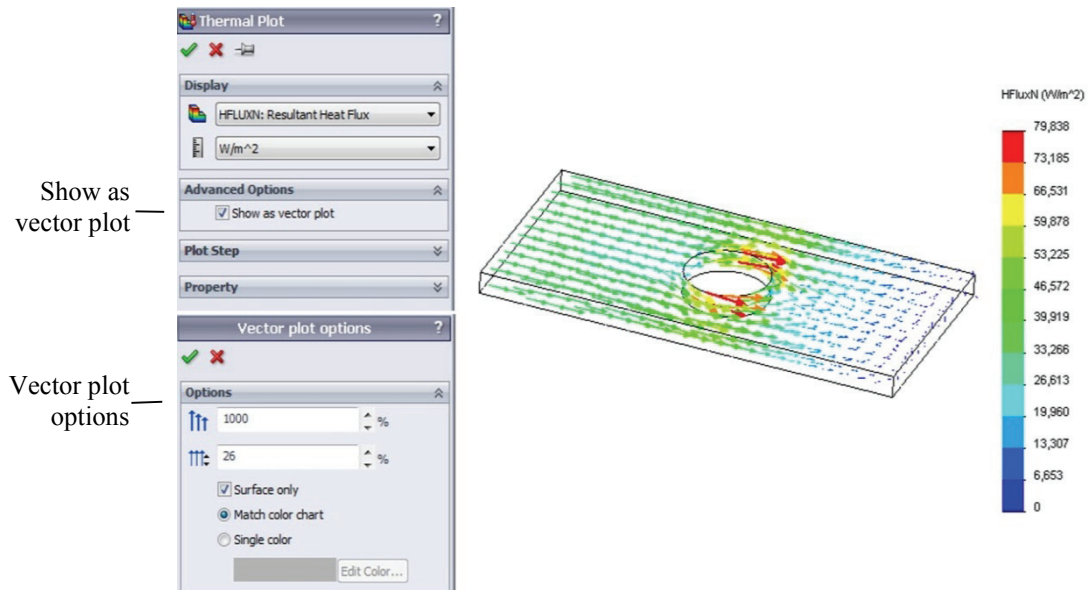 Thermal Plot ?
Display
HFLUXN: Resultant Heat Flux
W/m^2
Advanced Options
Show as vector plot
Plot Step
Property
Show as
vector plot
Vector plot options ?
Options
1000 %
26 %
Surface only
Match color chart
Single color
Edit Color...
Vector plot
options
HFluxN (W/m^2)
79,838
73,185
66,531
59,878
53,225
46,572
39,919
33,266
26,613
19,960
13,307
6,653
0